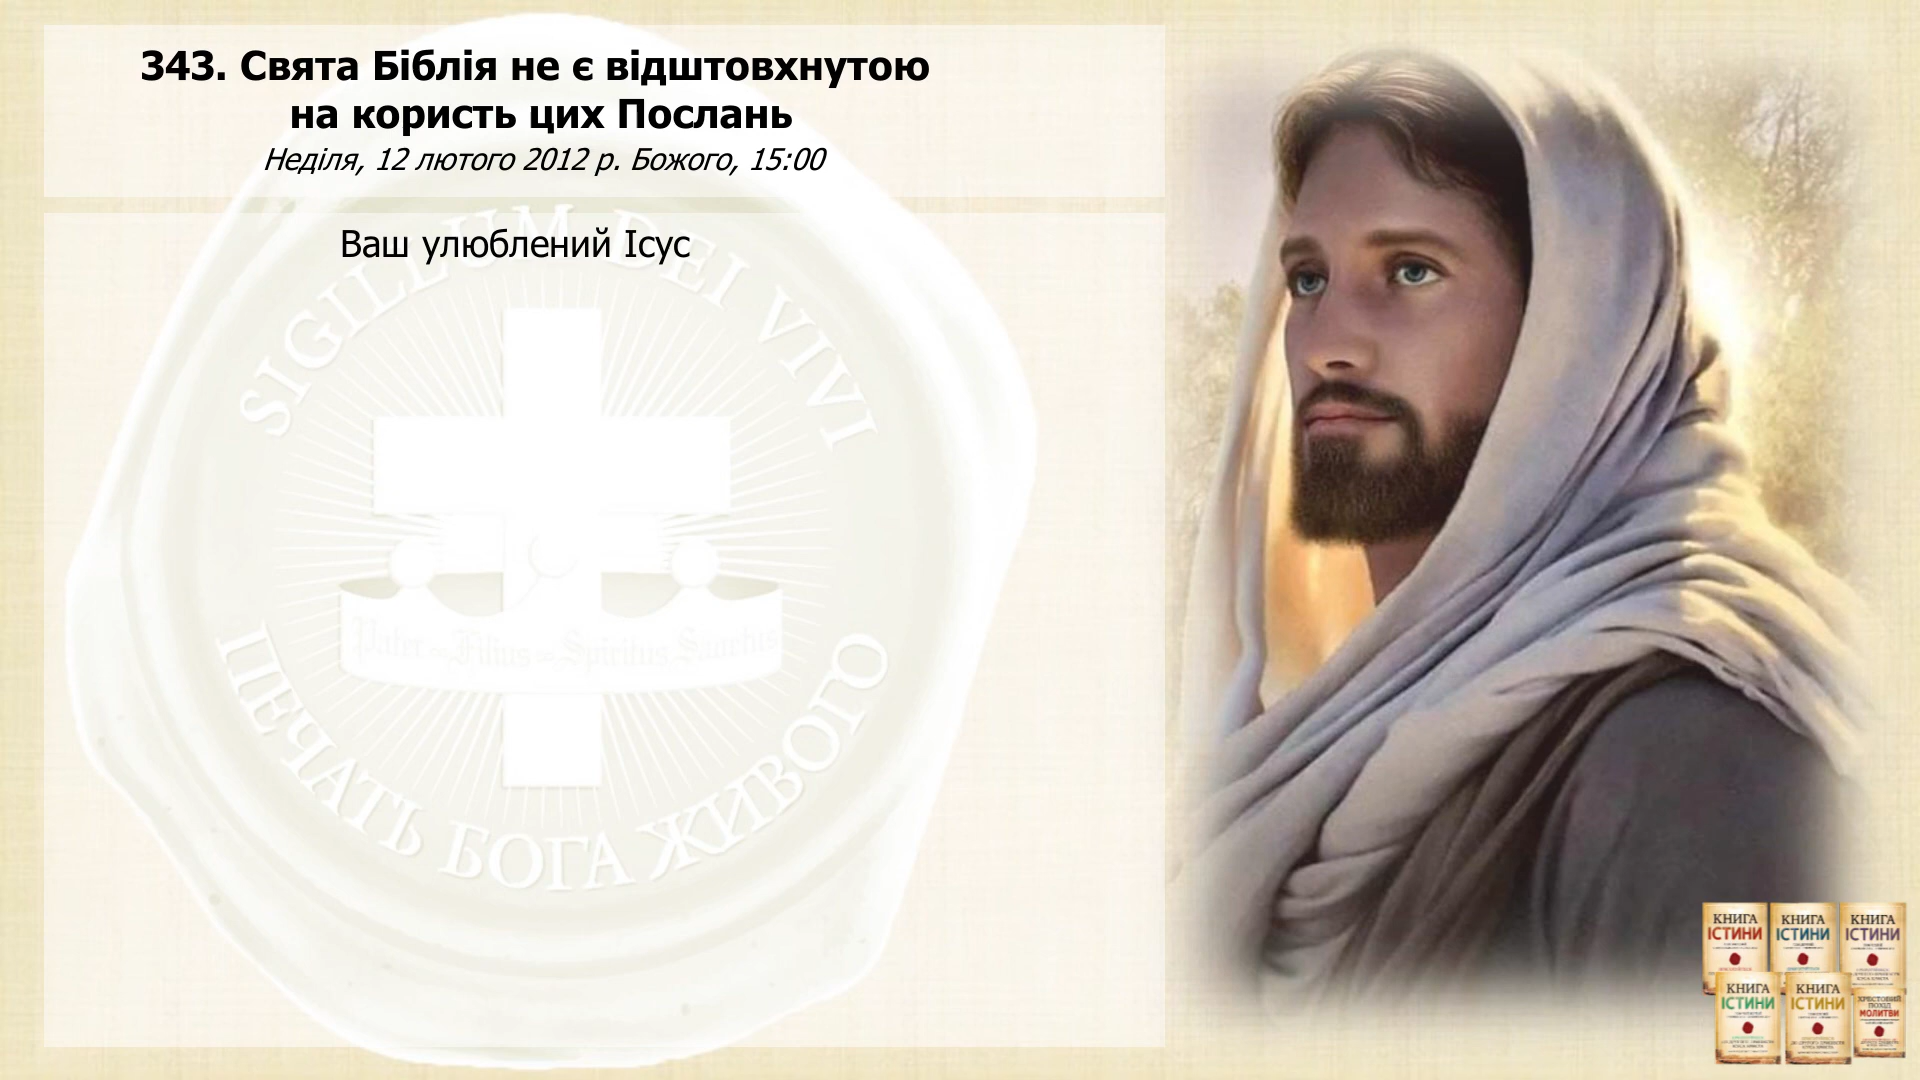 343. Свята Біблія не є відштовхнутою
на користь цих Послань
Неділя, 12 лютого 2012 р. Божого, 15:00
Ваш улюблений Ісус
SIGILLUM DEI VIVI
Pater Filius Spiritus Sanctus
ПЕЧАТЬ БОГА ЖИВОГО
КНИГА
ІСТИНИ
КНИГА
ІСТИНИ
КНИГА
ІСТИНИ
КНИГА
ІСТИНИ
КНИГА
ІСТИНИ
ХРЕСТОВИЙ
ПОХІД
МОЛИТВИ